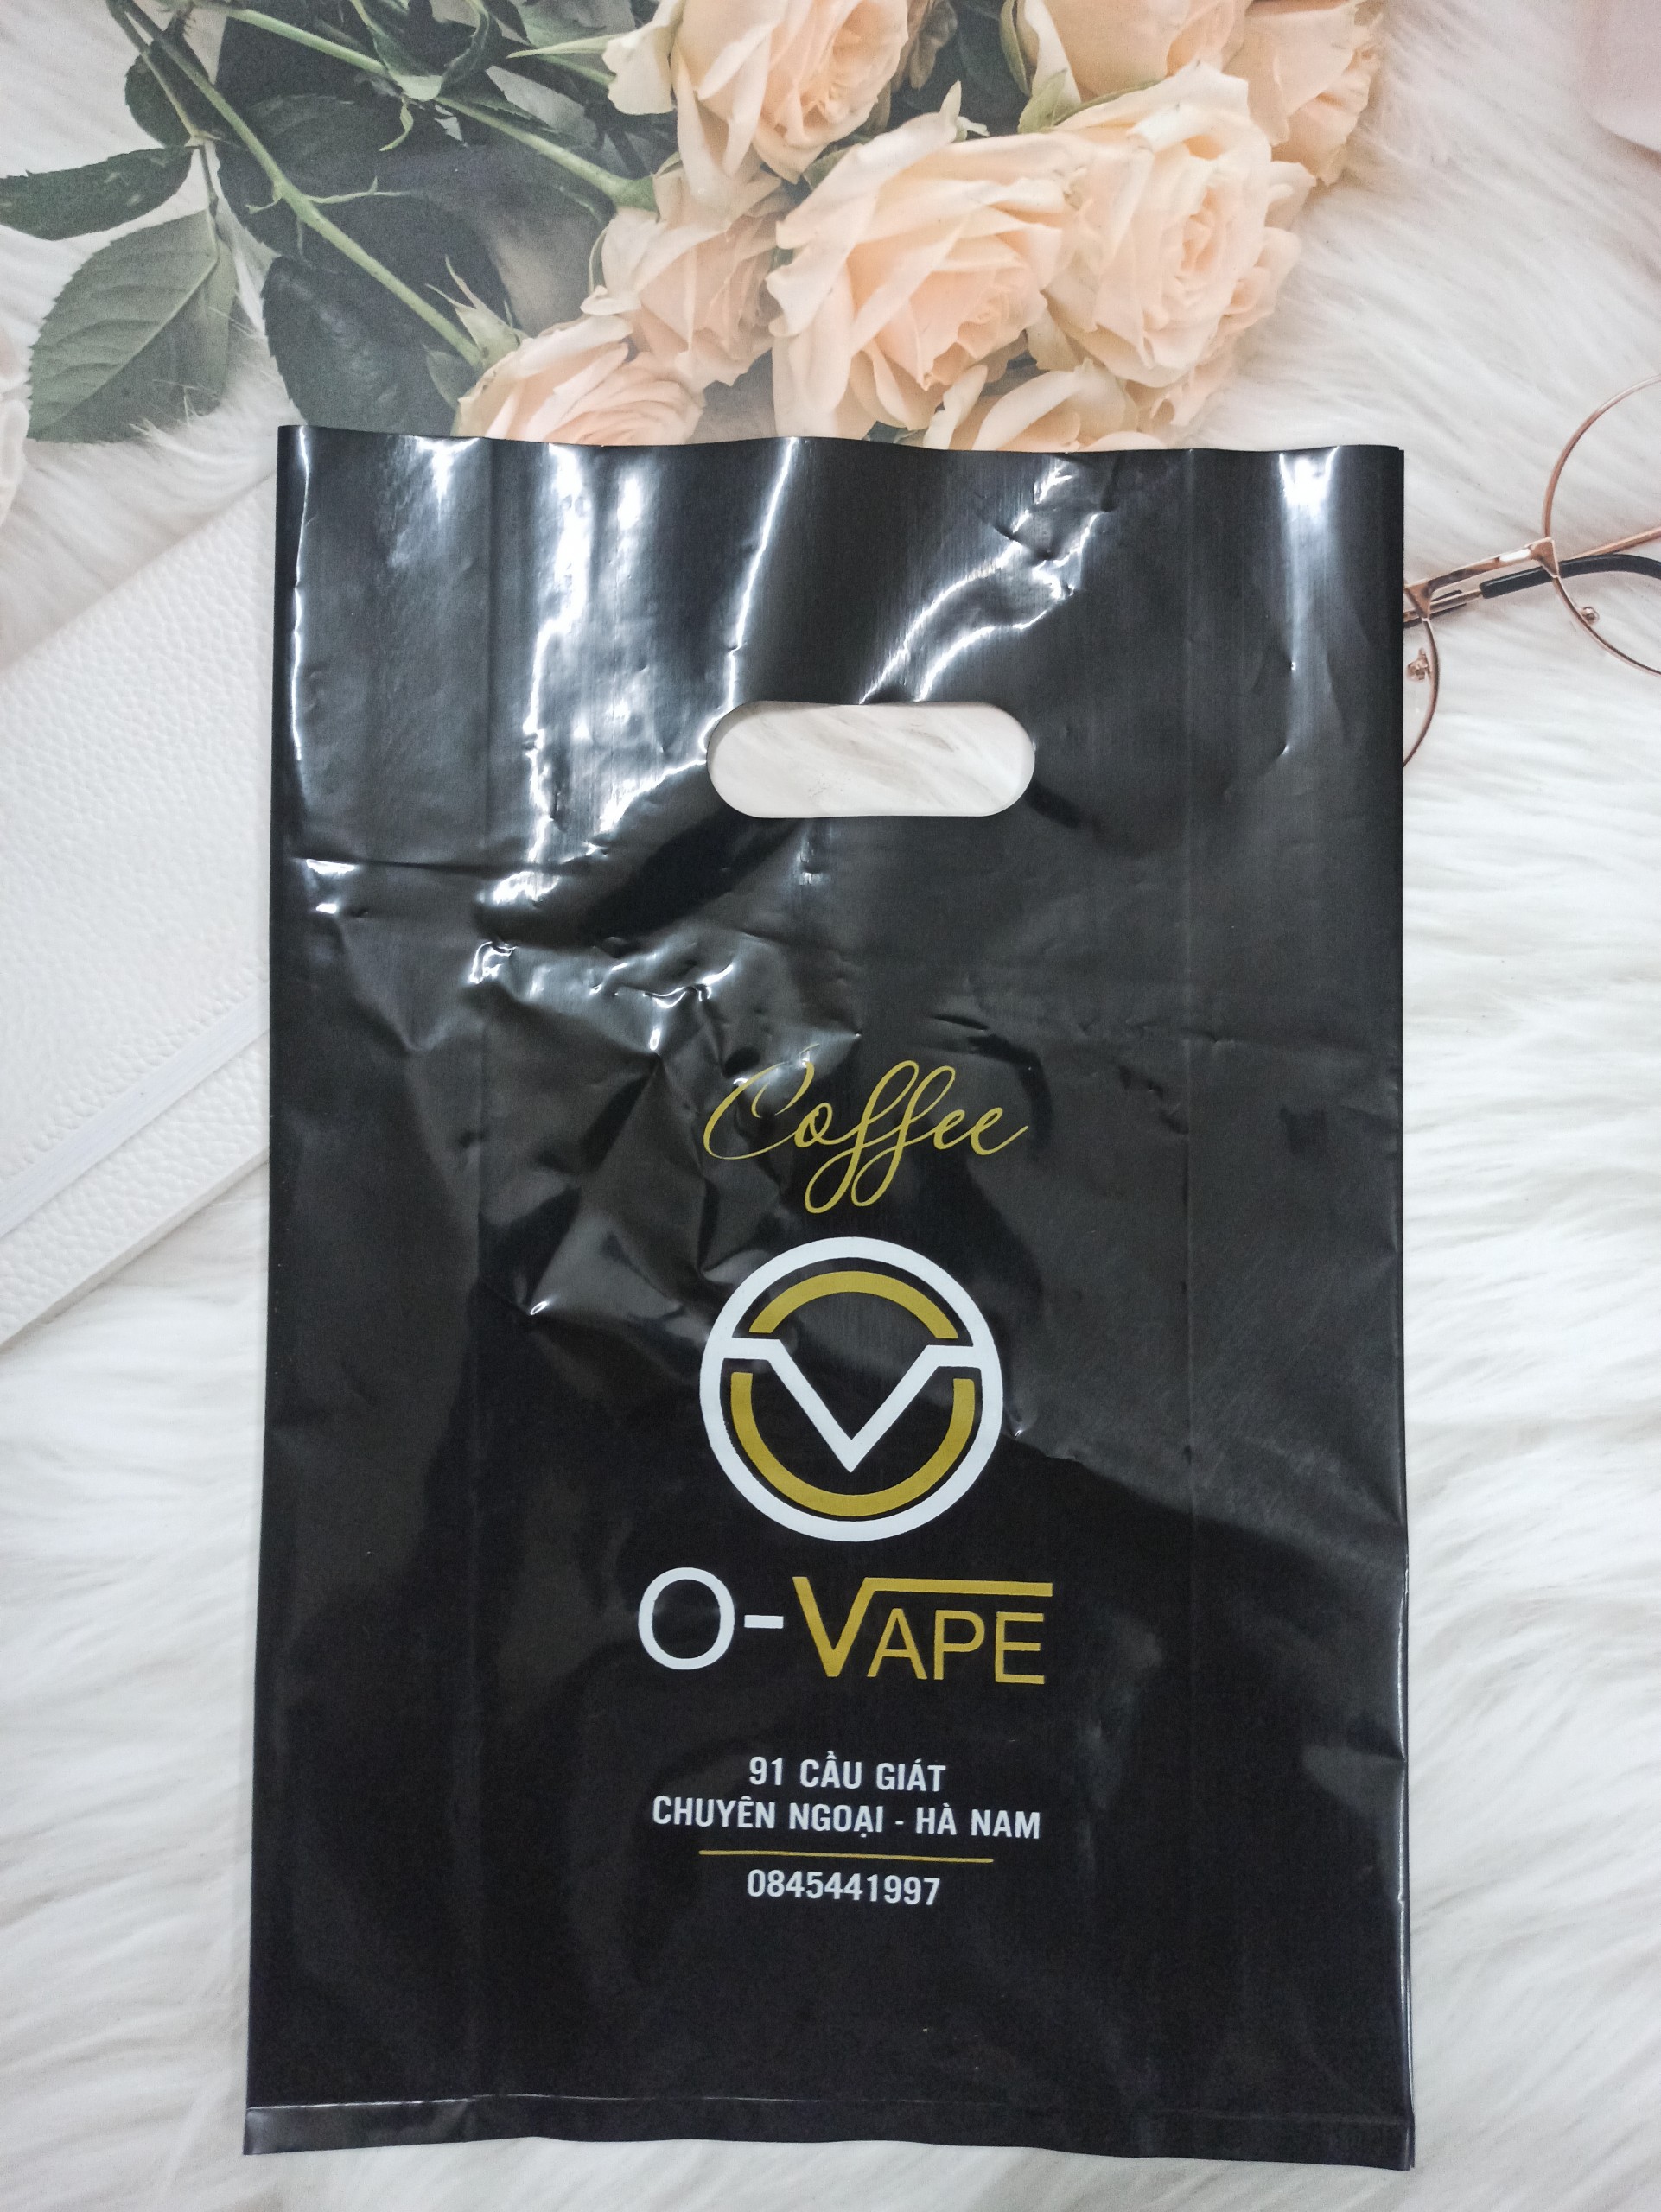 Coffee
O-VAPE
91 CẦU GIÁT
CHUYÊN NGOẠI - HÀ NAM
0845441997